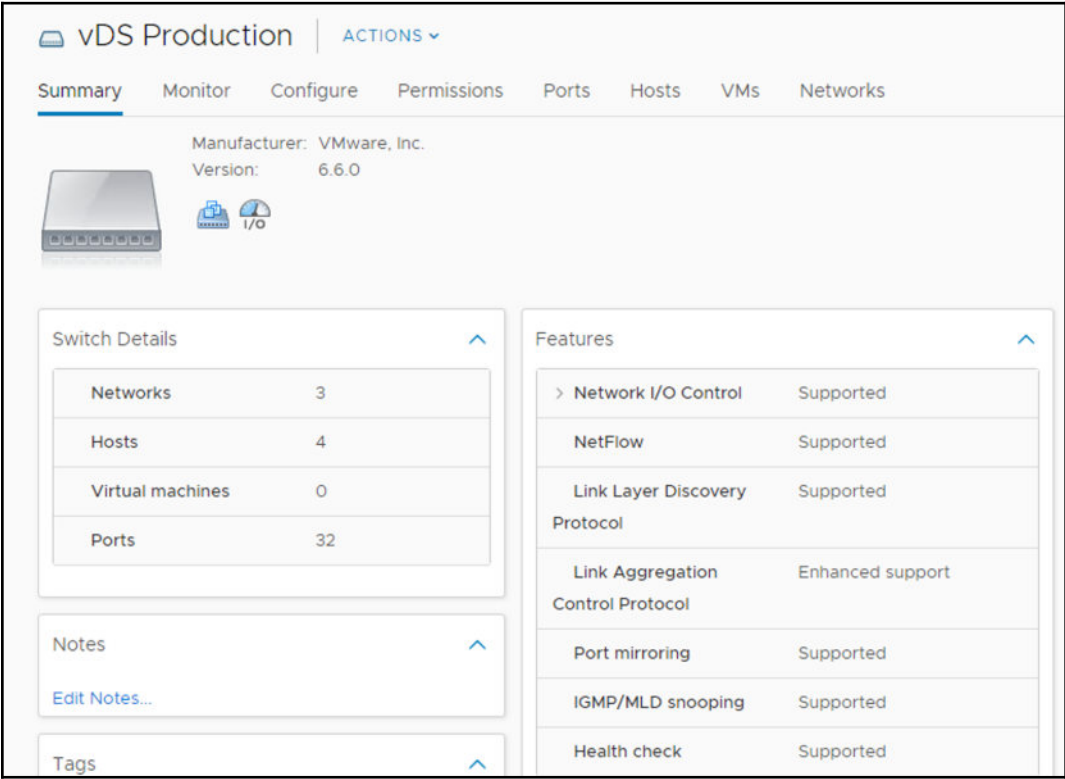 vDS Production
ACTIONS
Summary Monitor Configure Permissions Ports Hosts VMs Networks
Manufacturer: VMware, Inc.
Version: 6.6.0
I/O
Switch Details
Networks 3
Hosts 4
Virtual machines 0
Ports 32
Notes
Edit Notes...
Tags
Features
Network I/O Control Supported
NetFlow Supported
Link Layer Discovery Supported
Protocol
Link Aggregation Enhanced support
Control Protocol
Port mirroring Supported
IGMP/MLD snooping Supported
Health check Supported